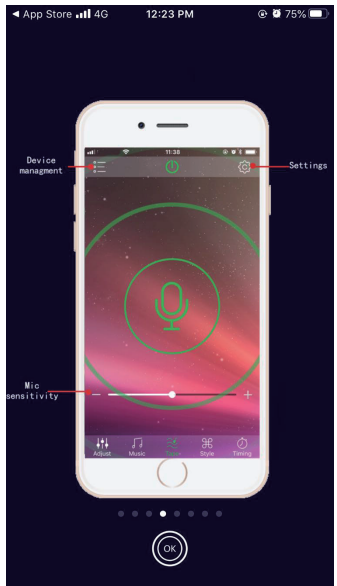 App Store 4G 12:23 PM 75%
11:38
Device
managment
Settings
Mic
sensitivity
Adjust Music Style Timing
OK